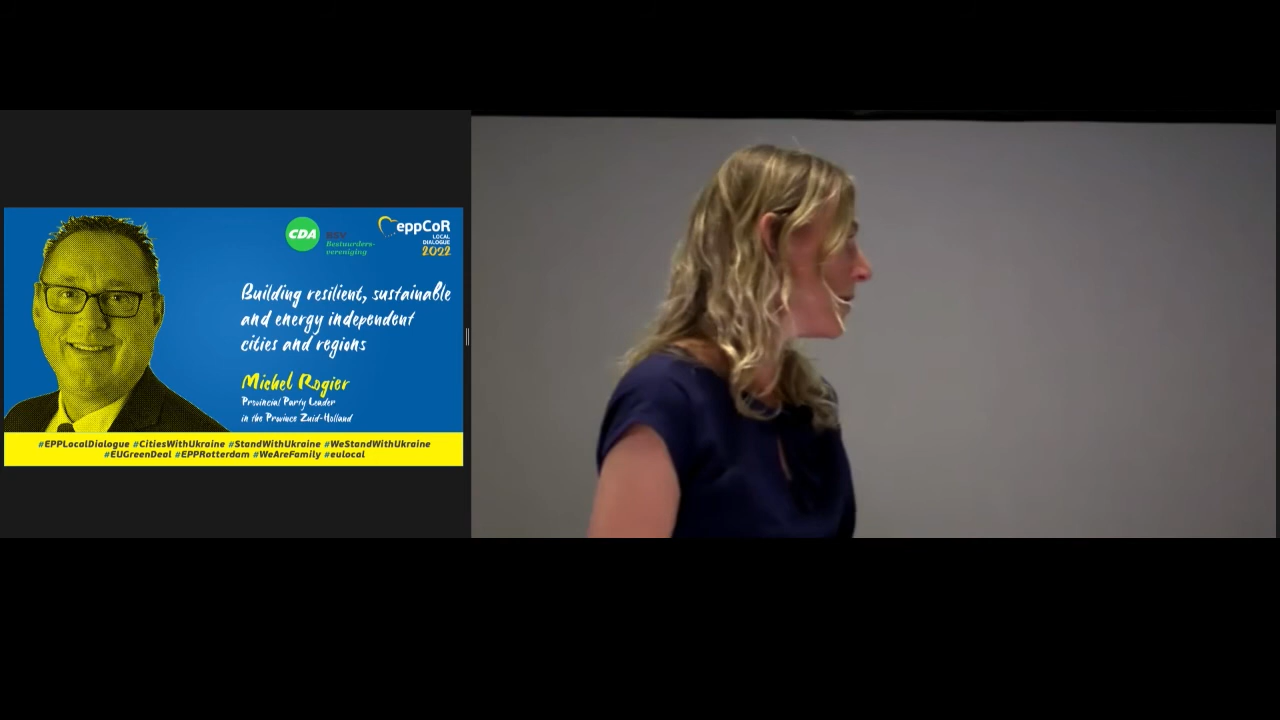 CDA
BSV
Bestuurders-
vereniging
eppCoR
LOCAL
DIALOGUE
2022
Building resilient, sustainable
and energy independent
cities and regions
Michel Rogier
Provincial Party Leader
in the Province Zuid-Holland
#EPPLocalDialogue #CitiesWithUkraine #StandWithUkraine #WeStandWithUkraine
#EUGreenDeal #EPPRotterdam #WeAreFamily #eulocal